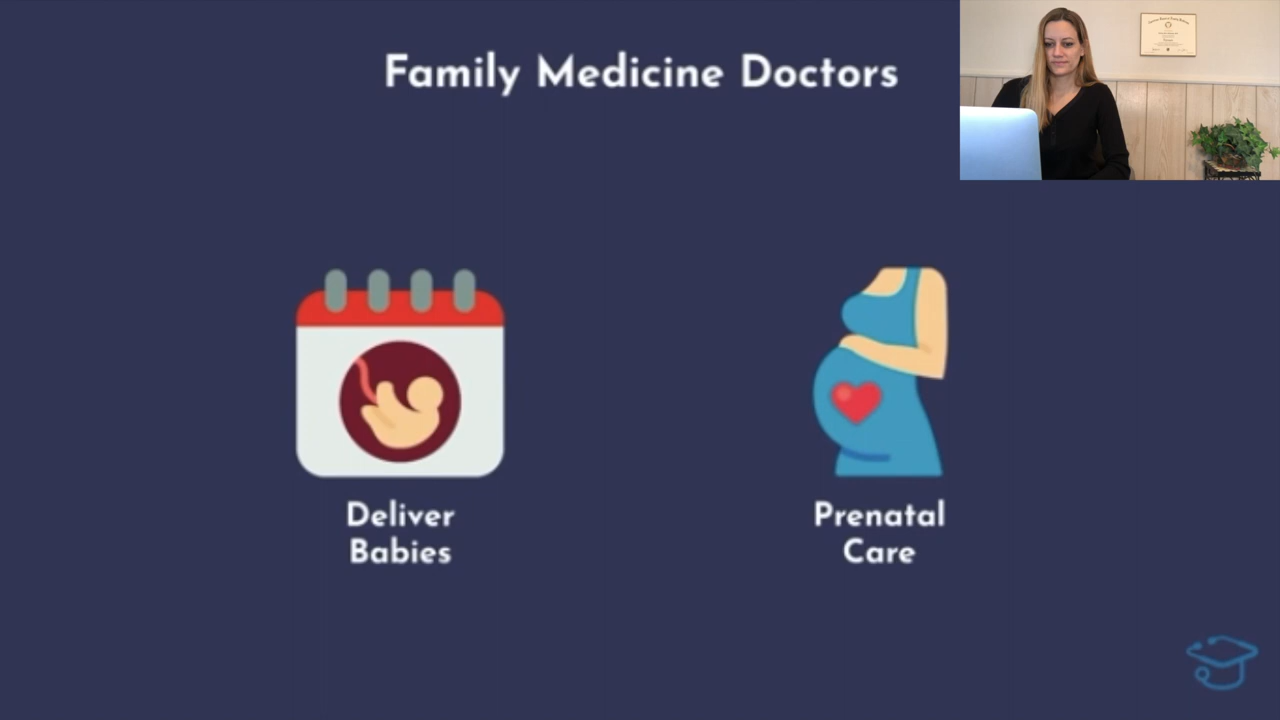 Family Medicine Doctors
Deliver
Babies
Prenatal
Care